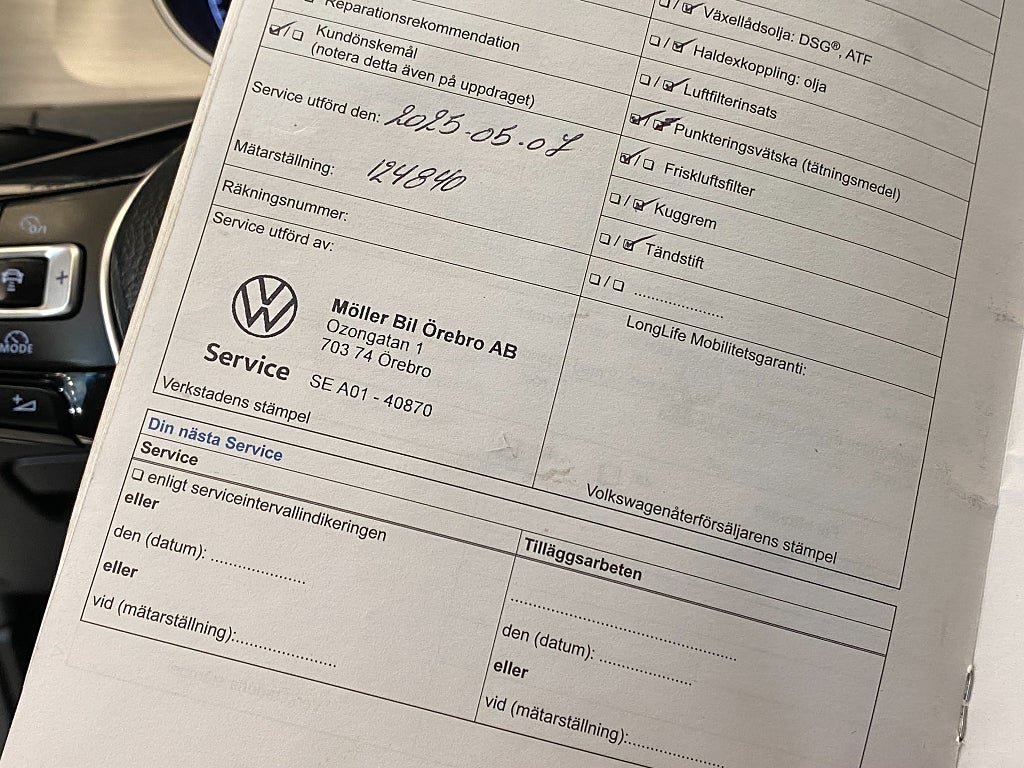 Reparationsrekommendation
Kundönskemål
(notera detta även på uppdraget)
Service utförd den: 2025-05-07
Mätarställning: 124840
Räkningsnummer:
Service utförd av:
Möller Bil Örebro AB
Ozongatan 1
703 74 Örebro
Service SE A01 - 40870
Verkstadens stämpel
Växellådsolja: DSG®, ATF
Haldexkoppling: olja
Luftfilterinsats
Punkteringsvätska (tätningsmedel)
Friskluftsfilter
Kuggrem
Tändstift
......................
LongLife Mobilitetsgaranti:
Volkswagenåterförsäljarens stämpel
Din nästa Service
Service
enligt serviceintervallindikeringen
eller
den (datum): .......................
eller
vid (mätarställning):.......................
Tilläggsarbeten
.....................................................
den (datum): ......................
eller
vid (mätarställning):.......................
0/1
+
MODE
+